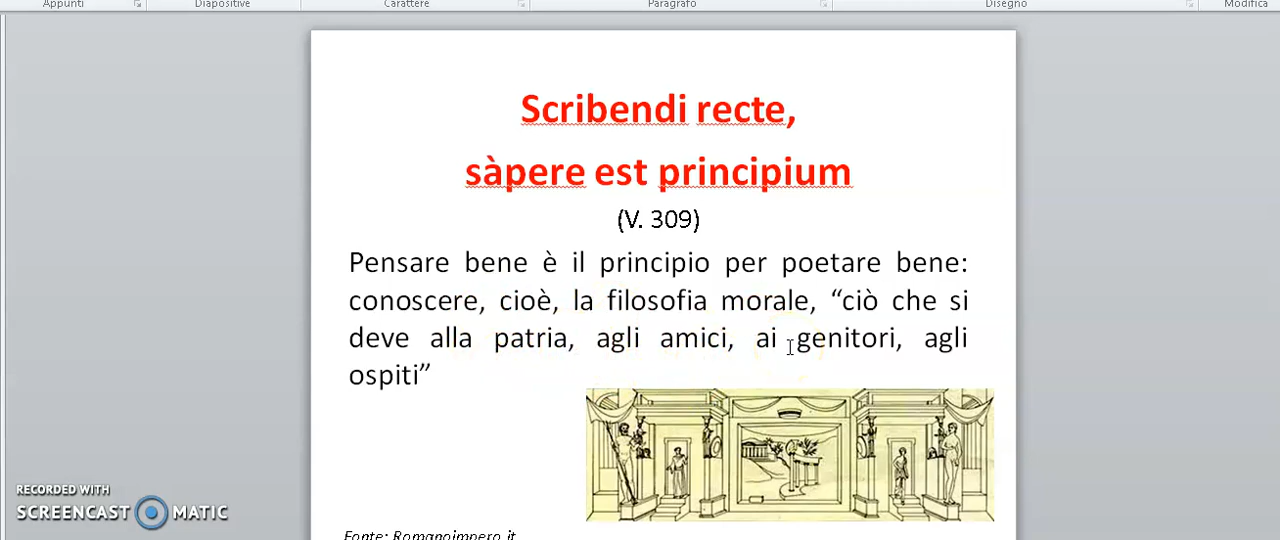 Appunti Diapositive Carattere Paragrafo Disegno Modifica
Scribendi recte,
sàpere est principium
(V. 309)
Pensare bene è il principio per poetare bene:
conoscere, cioè, la filosofia morale, “ciò che si
deve alla patria, agli amici, ai genitori, agli
ospiti”
RECORDED WITH
SCREENCAST MATIC
Fonte: Romanoimpero.it